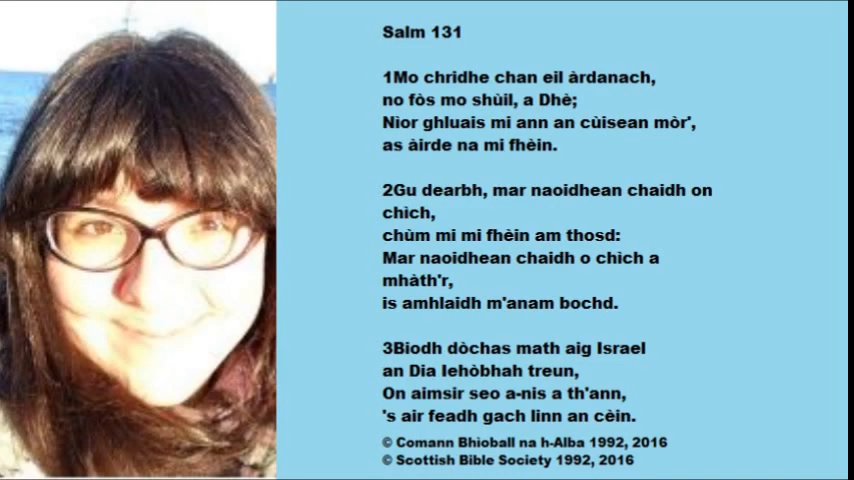 Salm 131
1Mo chridhe chan eil àrdanach,
no fòs mo shùil, a Dhè;
Nìor ghluais mi ann an cùisean mòr',
as àirde na mi fhèin.
2Gu dearbh, mar naoidhean chaidh on
chìch,
chùm mi mi fhèin am thosd:
Mar naoidhean chaidh o chìch a
mhàth'r,
is amhlaidh m'anam bochd.
3Biodh dòchas math aig Israel
an Dia Iehòbhah treun,
On aimsir seo a-nis a th'ann,
's air feadh gach linn an cèin.
© Comann Bhìoball na h-Alba 1992, 2016
© Scottish Bible Society 1992, 2016